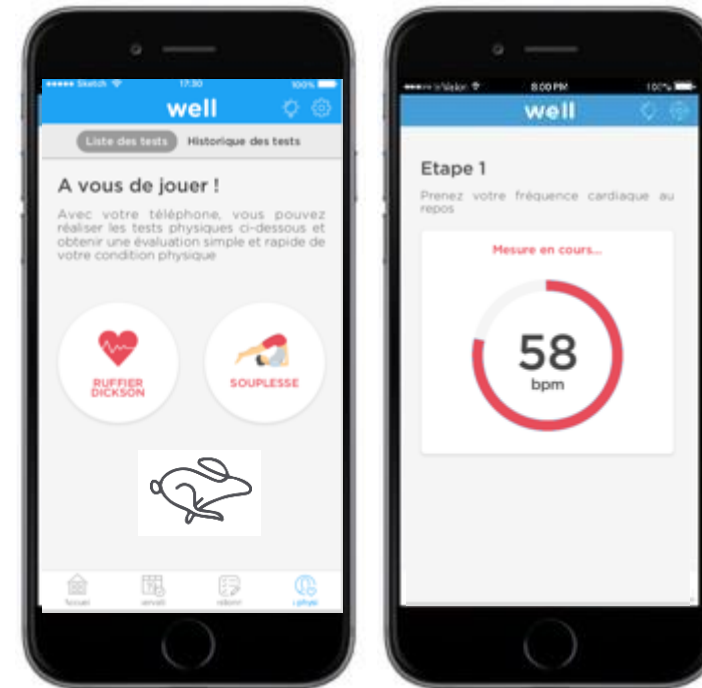 Sketch 17:30 100%
well
Liste des tests Historique des tests
A vous de jouer !
Avec votre téléphone, vous pouvez
réaliser les tests physiques ci-dessous et
obtenir une évaluation simple et rapide de
votre condition physique
RUFFIER
DICKSON
SOUPLESSE
Accueil
8:00 PM 100%
well
Etape 1
Prenez votre fréquence cardiaque au
repos
Mesure en cours...
58
bpm